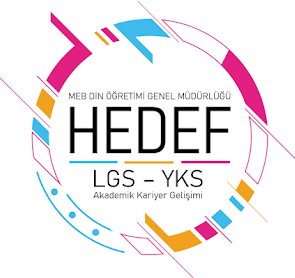 MEB DİN ÖĞRETİMİ GENEL MÜDÜRLÜĞÜ
HEDEF
LGS – YKS
Akademik Kariyer Gelişimi